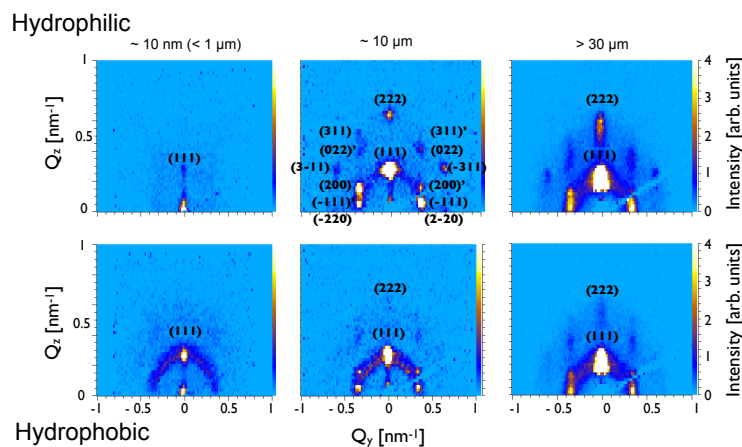 Hydrophilic
~ 10 nm (< 1 µm)
~ 10 µm
> 30 µm
1
0.5
0
Qz [nm-1]
(111)
(222)
(311)
(311)'
(022)'
(111)
(022)
(3-11)
(-311)
(200)
(200)'
(-111)'
(-111)
(-220)
(2-20)
(222)
(111)
4
3
2
1
0
Intensity [arb. units]
1
0.5
0
Qz [nm-1]
(111)
(222)
(111)
(222)
(111)
4
3
2
1
0
Intensity [arb. units]
-1 -0.5 0 0.5 1
-1 -0.5 0 0.5 1
-1 -0.5 0 0.5 1
Hydrophobic
Qy [nm-1]